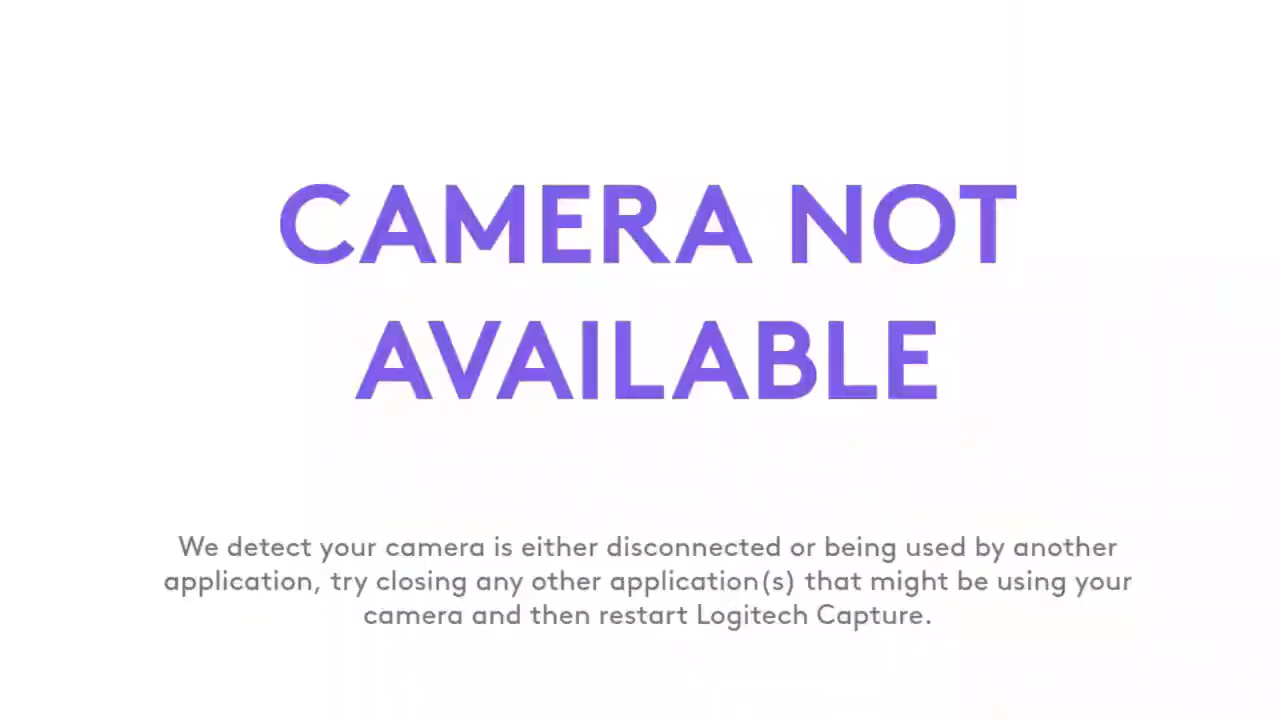 CAMERA NOT
AVAILABLE
We detect your camera is either disconnected or being used by another
application, try closing any other application(s) that might be using your
camera and then restart Logitech Capture.